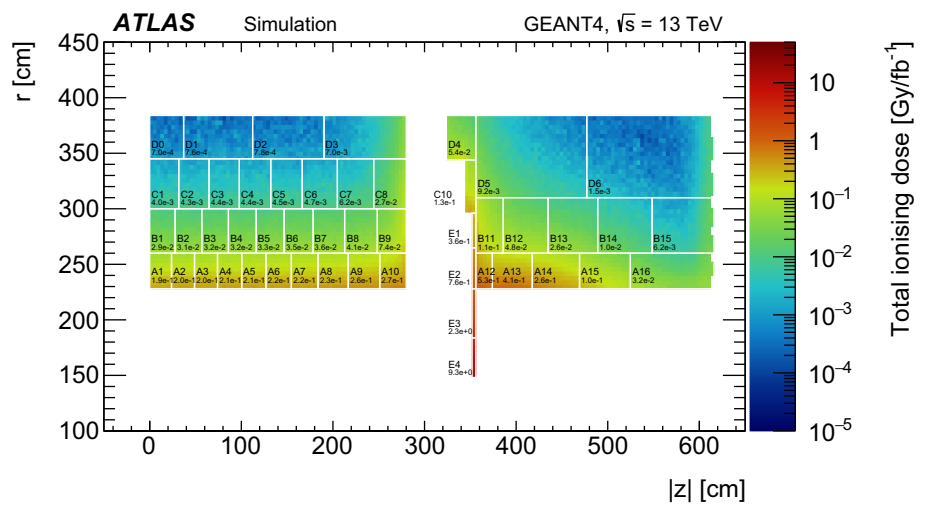 ATLAS Simulation GEANT4, √s = 13 TeV
r [cm]
450
400
350
300
250
200
150
100
0 100 200 300 400 500 600
|z| [cm]
Total ionising dose [Gy/fb⁻¹]
10
1
10⁻¹
10⁻²
10⁻³
10⁻⁴
10⁻⁵
D0 D1 D2 D3 D4
7.0e-4 7.6e-4 7.8e-4 7.0e-3 5.4e-2
D5 D6
9.2e-3 1.5e-3
C1 C2 C3 C4 C5 C6 C7 C8 C10
4.0e-3 4.3e-3 4.4e-3 4.4e-3 4.5e-3 4.7e-3 6.2e-3 2.7e-2 1.3e-1
B1 B2 B3 B4 B5 B6 B7 B8 B9 E1 B11 B12 B13 B14 B15
2.9e-2 3.1e-2 3.2e-2 3.2e-2 3.3e-2 3.5e-2 3.6e-2 4.1e-2 7.4e-2 3.6e-1 1.1e-1 4.8e-2 2.6e-2 1.0e-2 6.2e-3
A1 A2 A3 A4 A5 A6 A7 A8 A9 A10 E2 A12 A13 A14 A15 A16
1.9e-1 2.0e-1 2.0e-1 2.1e-1 2.1e-1 2.2e-1 2.2e-1 2.3e-1 2.6e-1 2.7e-1 7.6e-1 5.3e-1 4.1e-1 2.6e-1 1.0e-1 3.2e-2
E3
2.3e+0
E4
9.3e+0